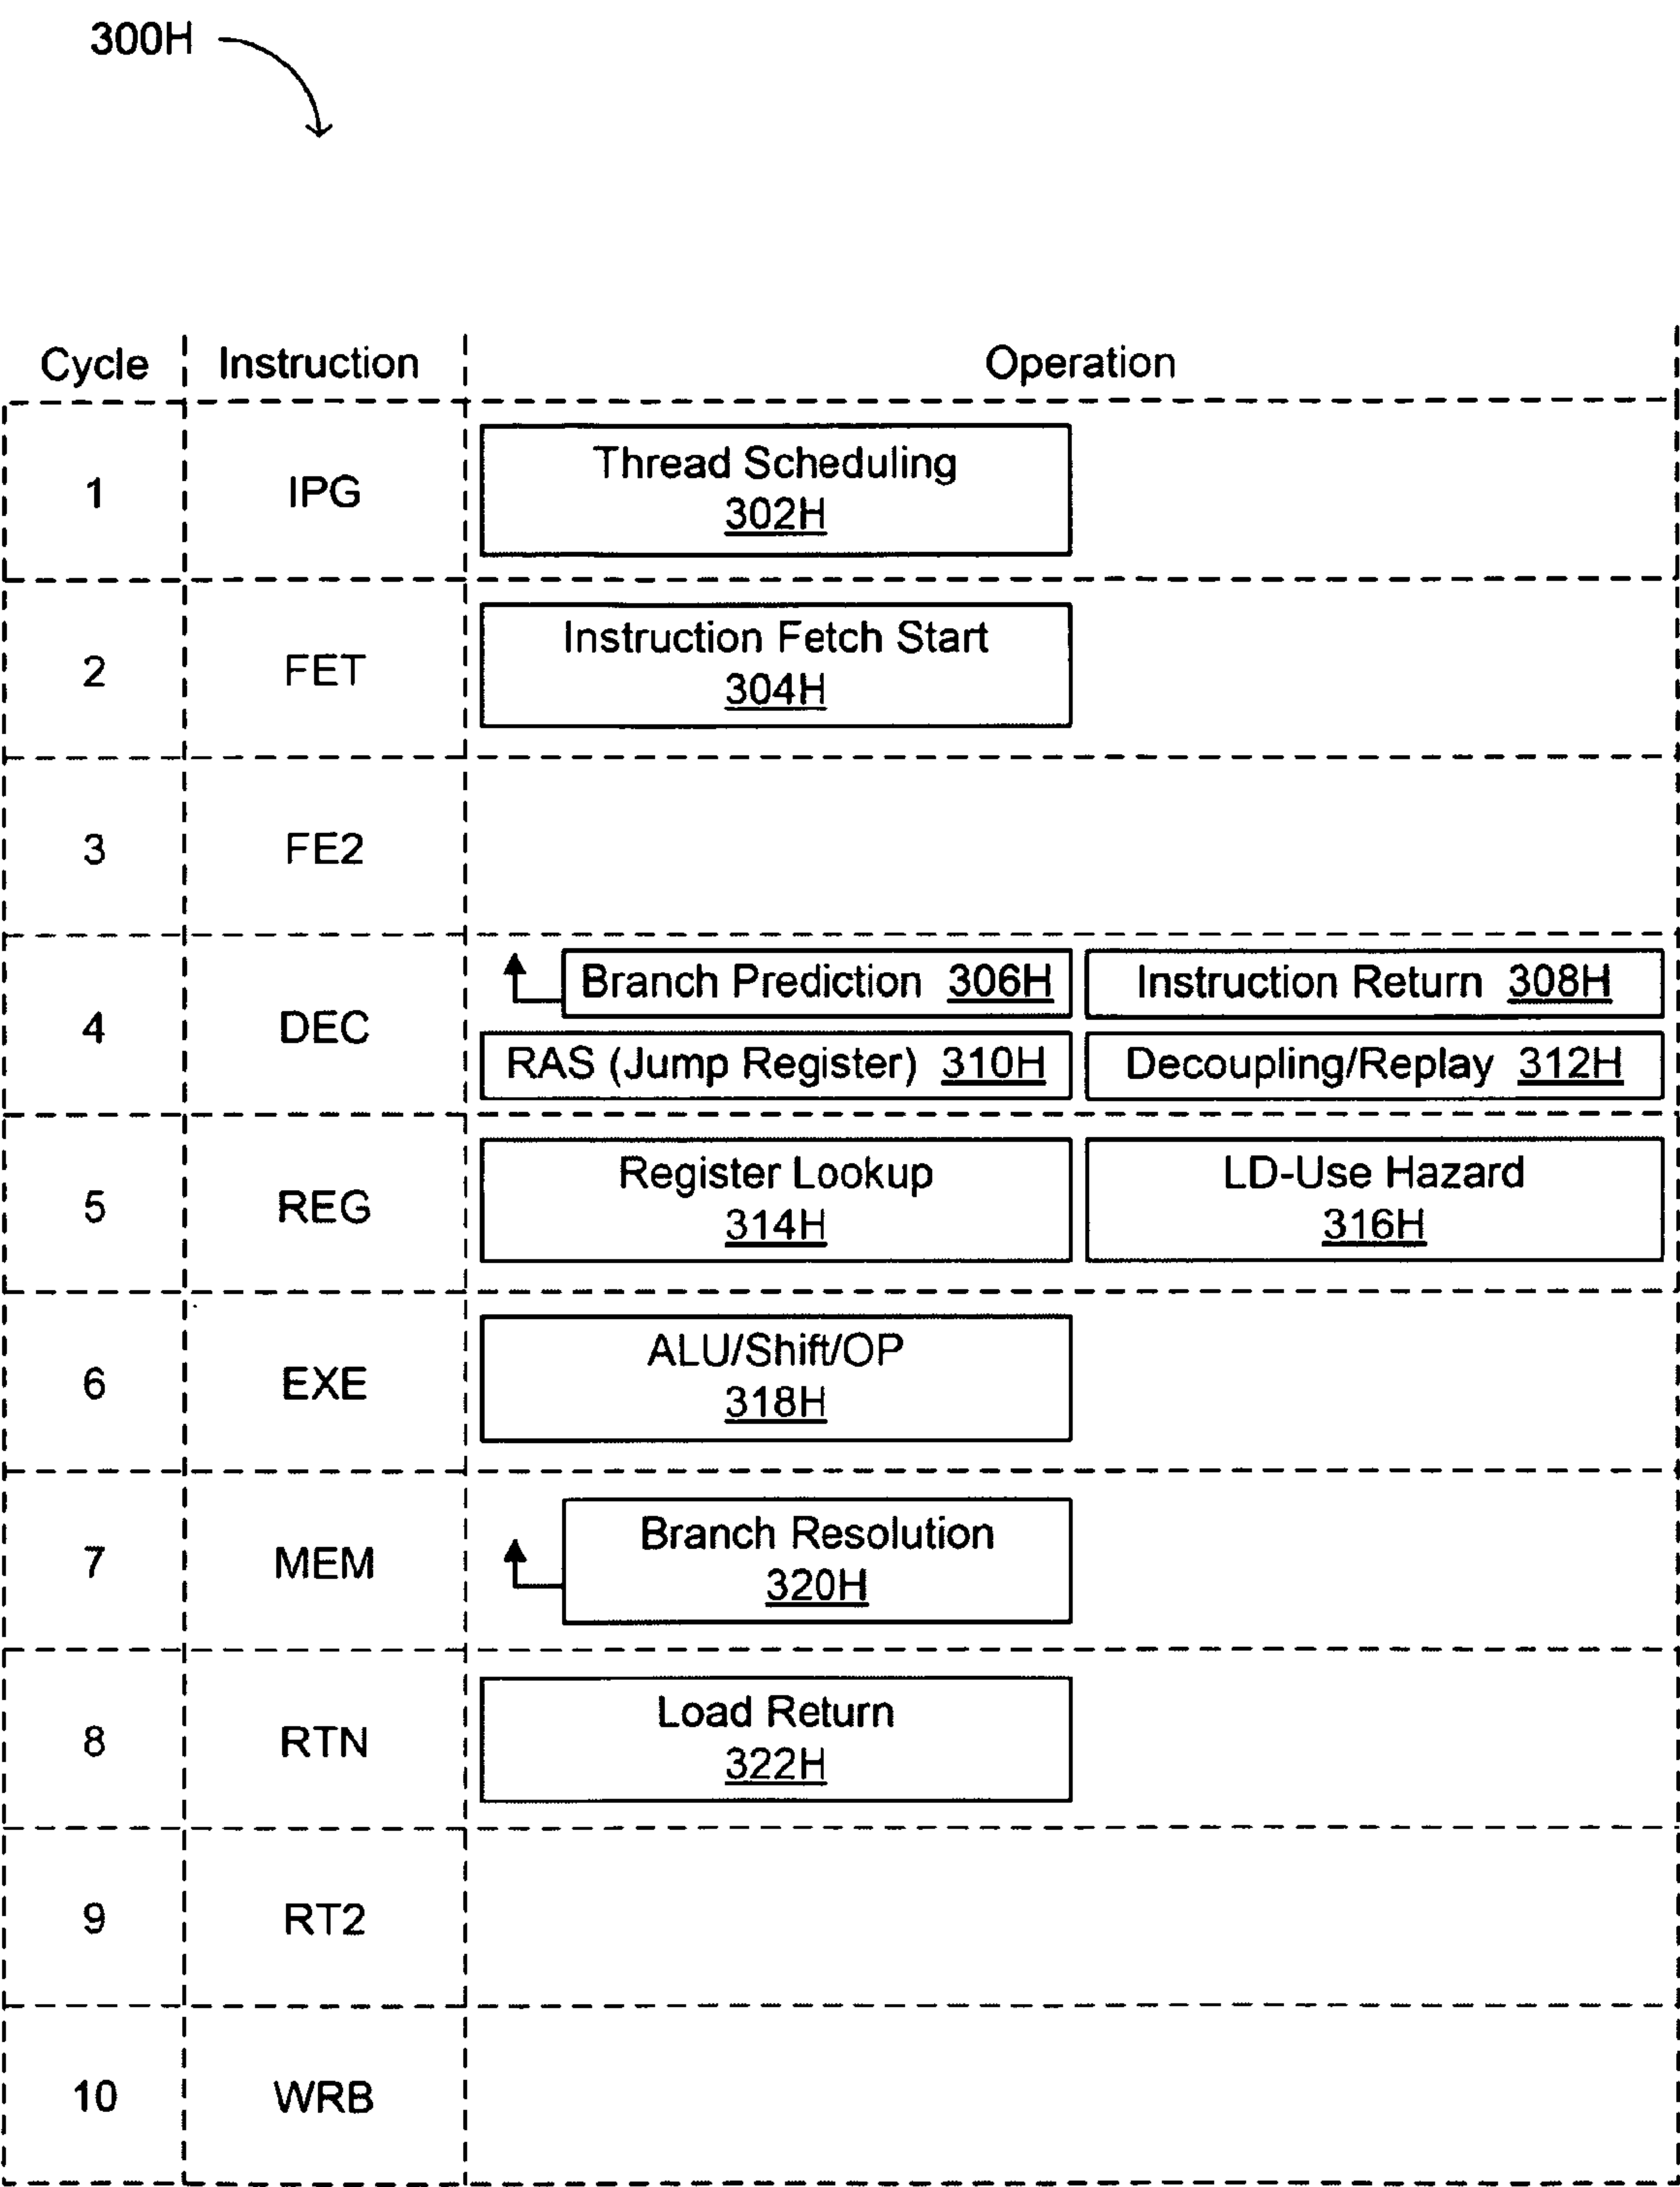 300H
Cycle Instruction Operation
1 IPG Thread Scheduling
302H
2 FET Instruction Fetch Start
304H
3 FE2
4 DEC Branch Prediction 306H Instruction Return 308H
RAS (Jump Register) 310H Decoupling/Replay 312H
5 REG Register Lookup LD-Use Hazard
314H 316H
6 EXE ALU/Shift/OP
318H
7 MEM Branch Resolution
320H
8 RTN Load Return
322H
9 RT2
10 WRB